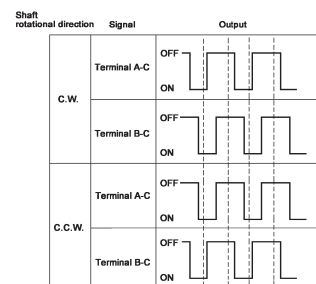 Shaft
rotational direction Signal Output
C.W.
Terminal A-C
OFF
ON
Terminal B-C
OFF
ON
C.C.W.
Terminal A-C
OFF
ON
Terminal B-C
OFF
ON